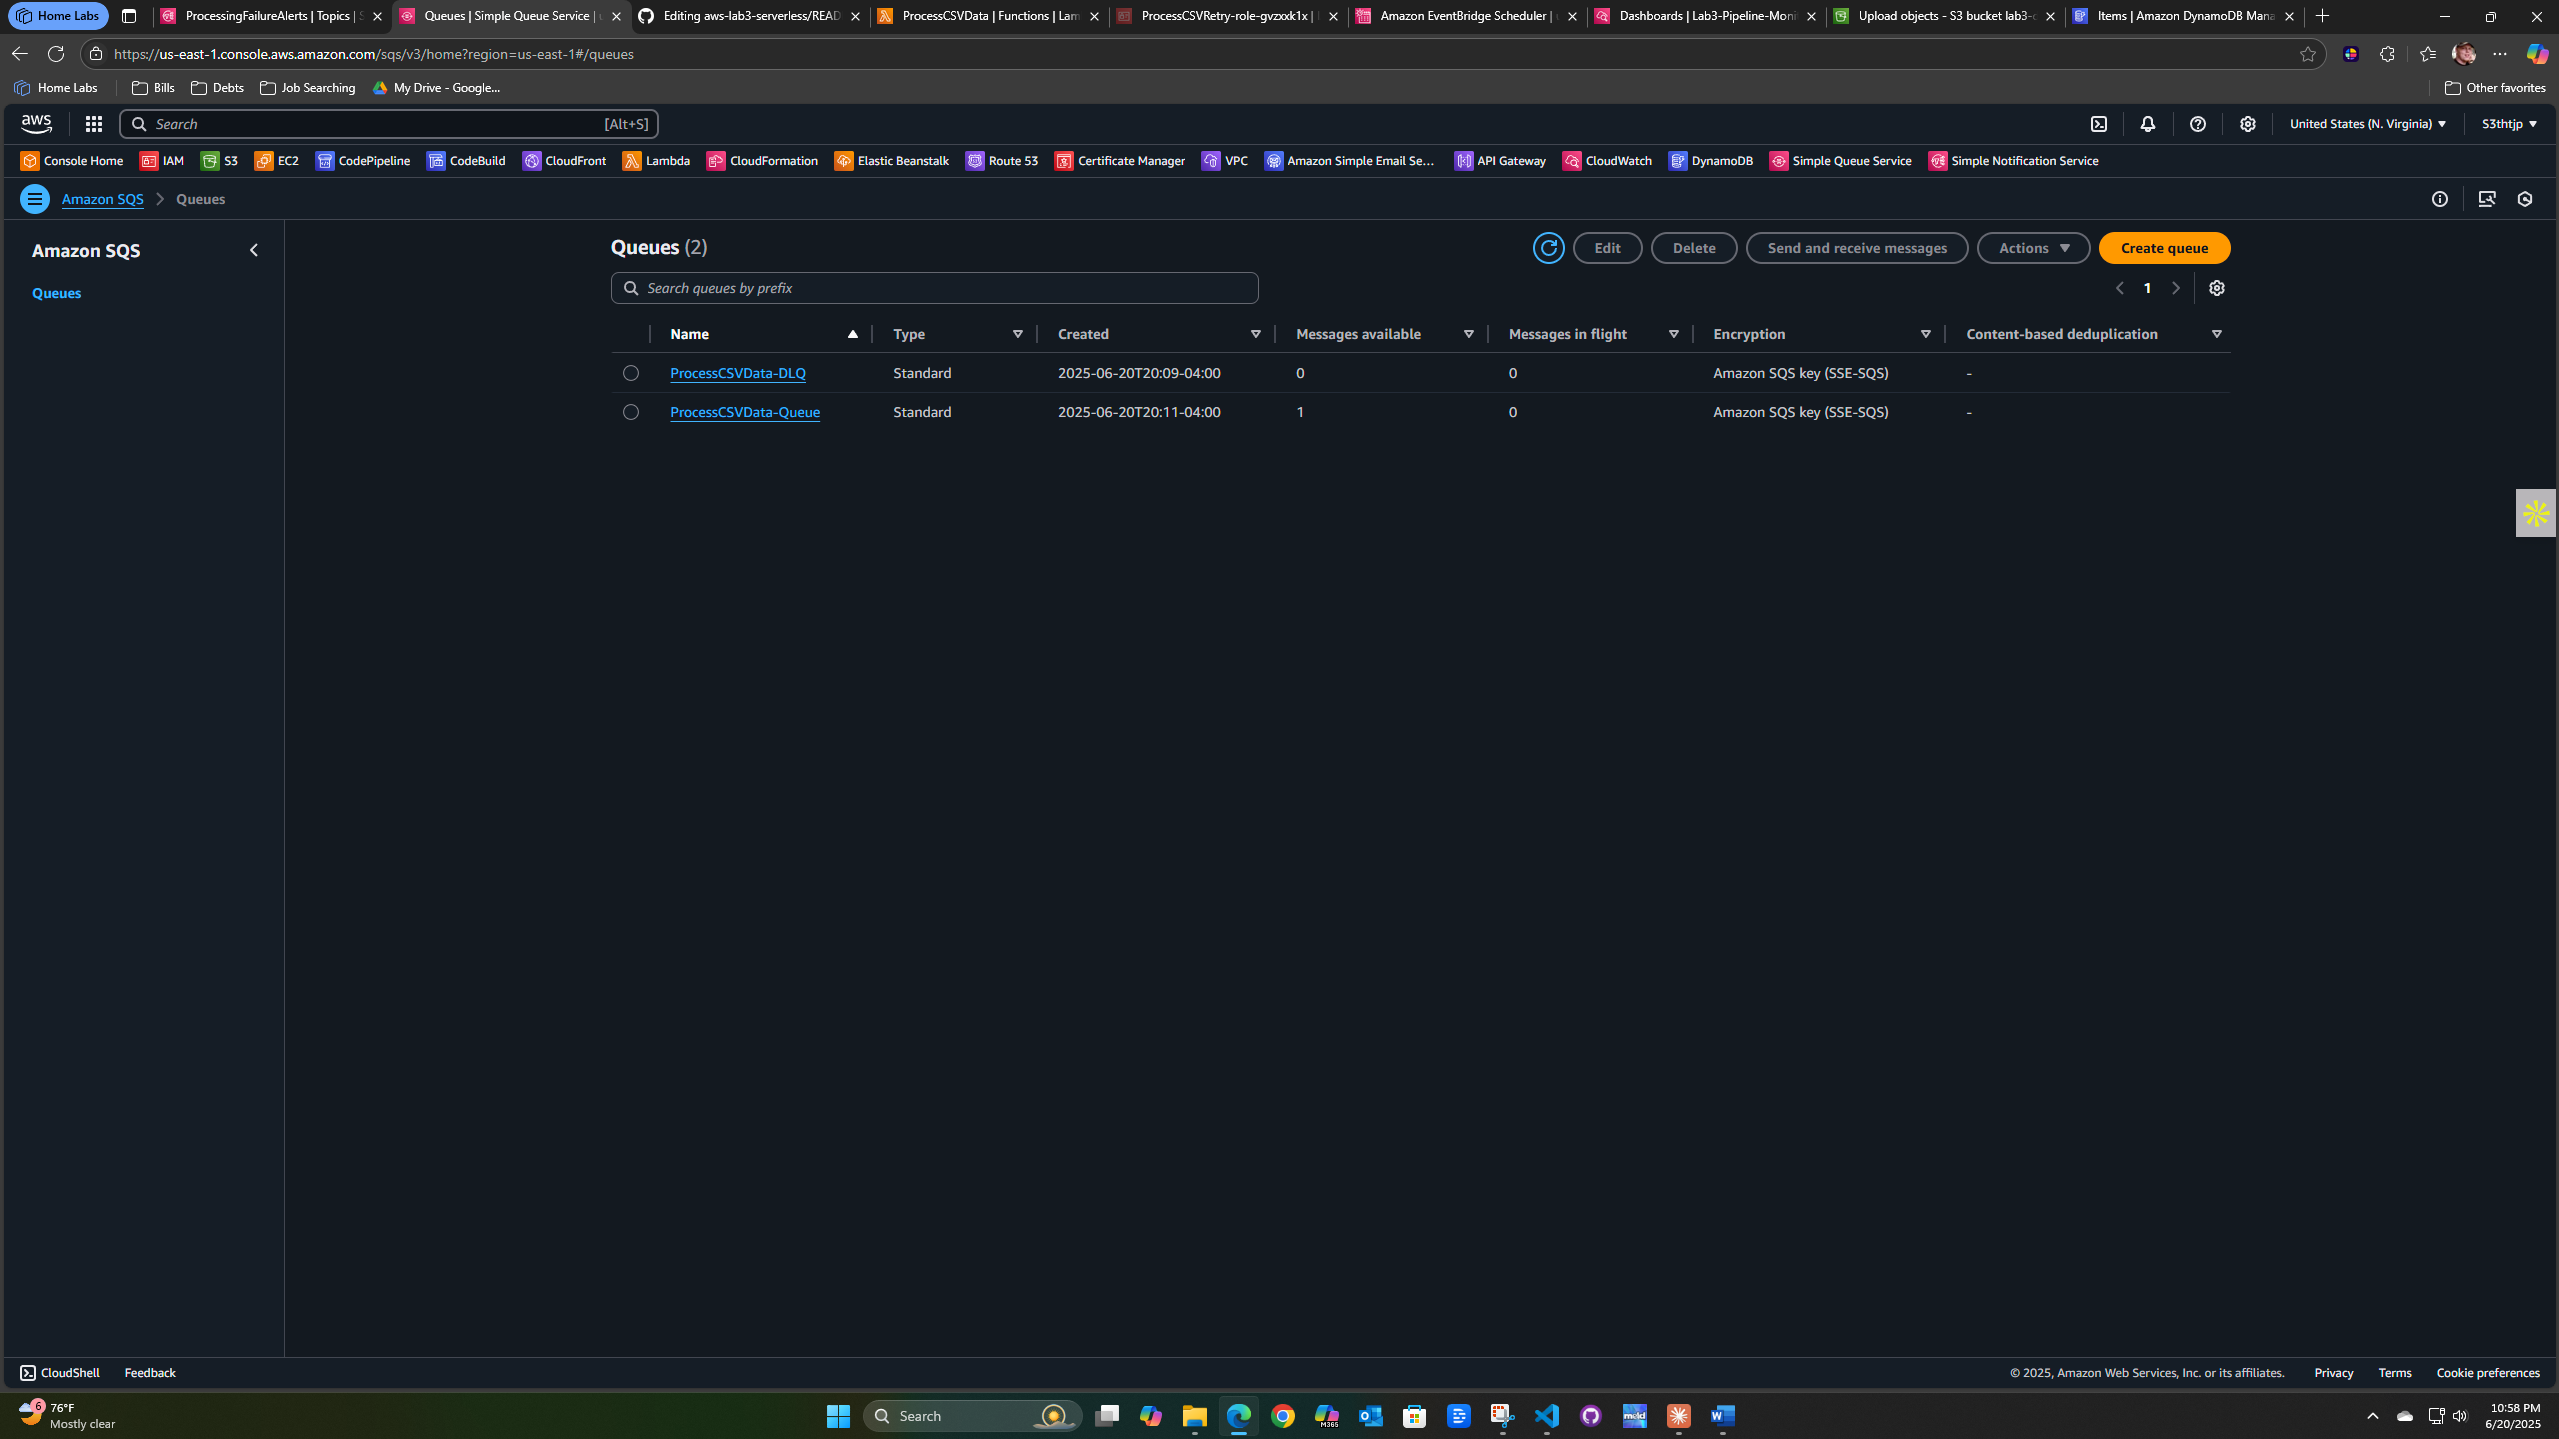 Home Labs
ProcessingFailureAlerts | Topics | S
Queues | Simple Queue Service | u
Editing aws-lab3-serverless/READ
ProcessCSVData | Functions | Lam
ProcessCSVRetry-role-gvzxxk1x | I
Amazon EventBridge Scheduler | u
Dashboards | Lab3-Pipeline-Moni
Upload objects - S3 bucket lab3-c
Items | Amazon DynamoDB Mana
https://us-east-1.console.aws.amazon.com/sqs/v3/home?region=us-east-1#/queues
Home Labs
Bills
Debts
Job Searching
My Drive - Google...
Other favorites
aws
Search
[Alt+S]
United States (N. Virginia)
S3thtjp
Console Home
IAM
S3
EC2
CodePipeline
CodeBuild
CloudFront
Lambda
CloudFormation
Elastic Beanstalk
Route 53
Certificate Manager
VPC
Amazon Simple Email Se...
API Gateway
CloudWatch
DynamoDB
Simple Queue Service
Simple Notification Service
Amazon SQS
Queues
Amazon SQS
Queues
Queues (2)
Edit
Delete
Send and receive messages
Actions
Create queue
Search queues by prefix
1
Name Type Created Messages available Messages in flight Encryption Content-based deduplication
ProcessCSVData-DLQ Standard 2025-06-20T20:09-04:00 0 0 Amazon SQS key (SSE-SQS) -
ProcessCSVData-Queue Standard 2025-06-20T20:11-04:00 1 0 Amazon SQS key (SSE-SQS) -
CloudShell
Feedback
© 2025, Amazon Web Services, Inc. or its affiliates.
Privacy
Terms
Cookie preferences
6
76°F
Mostly clear
Search
M365
meld
10:58 PM
6/20/2025